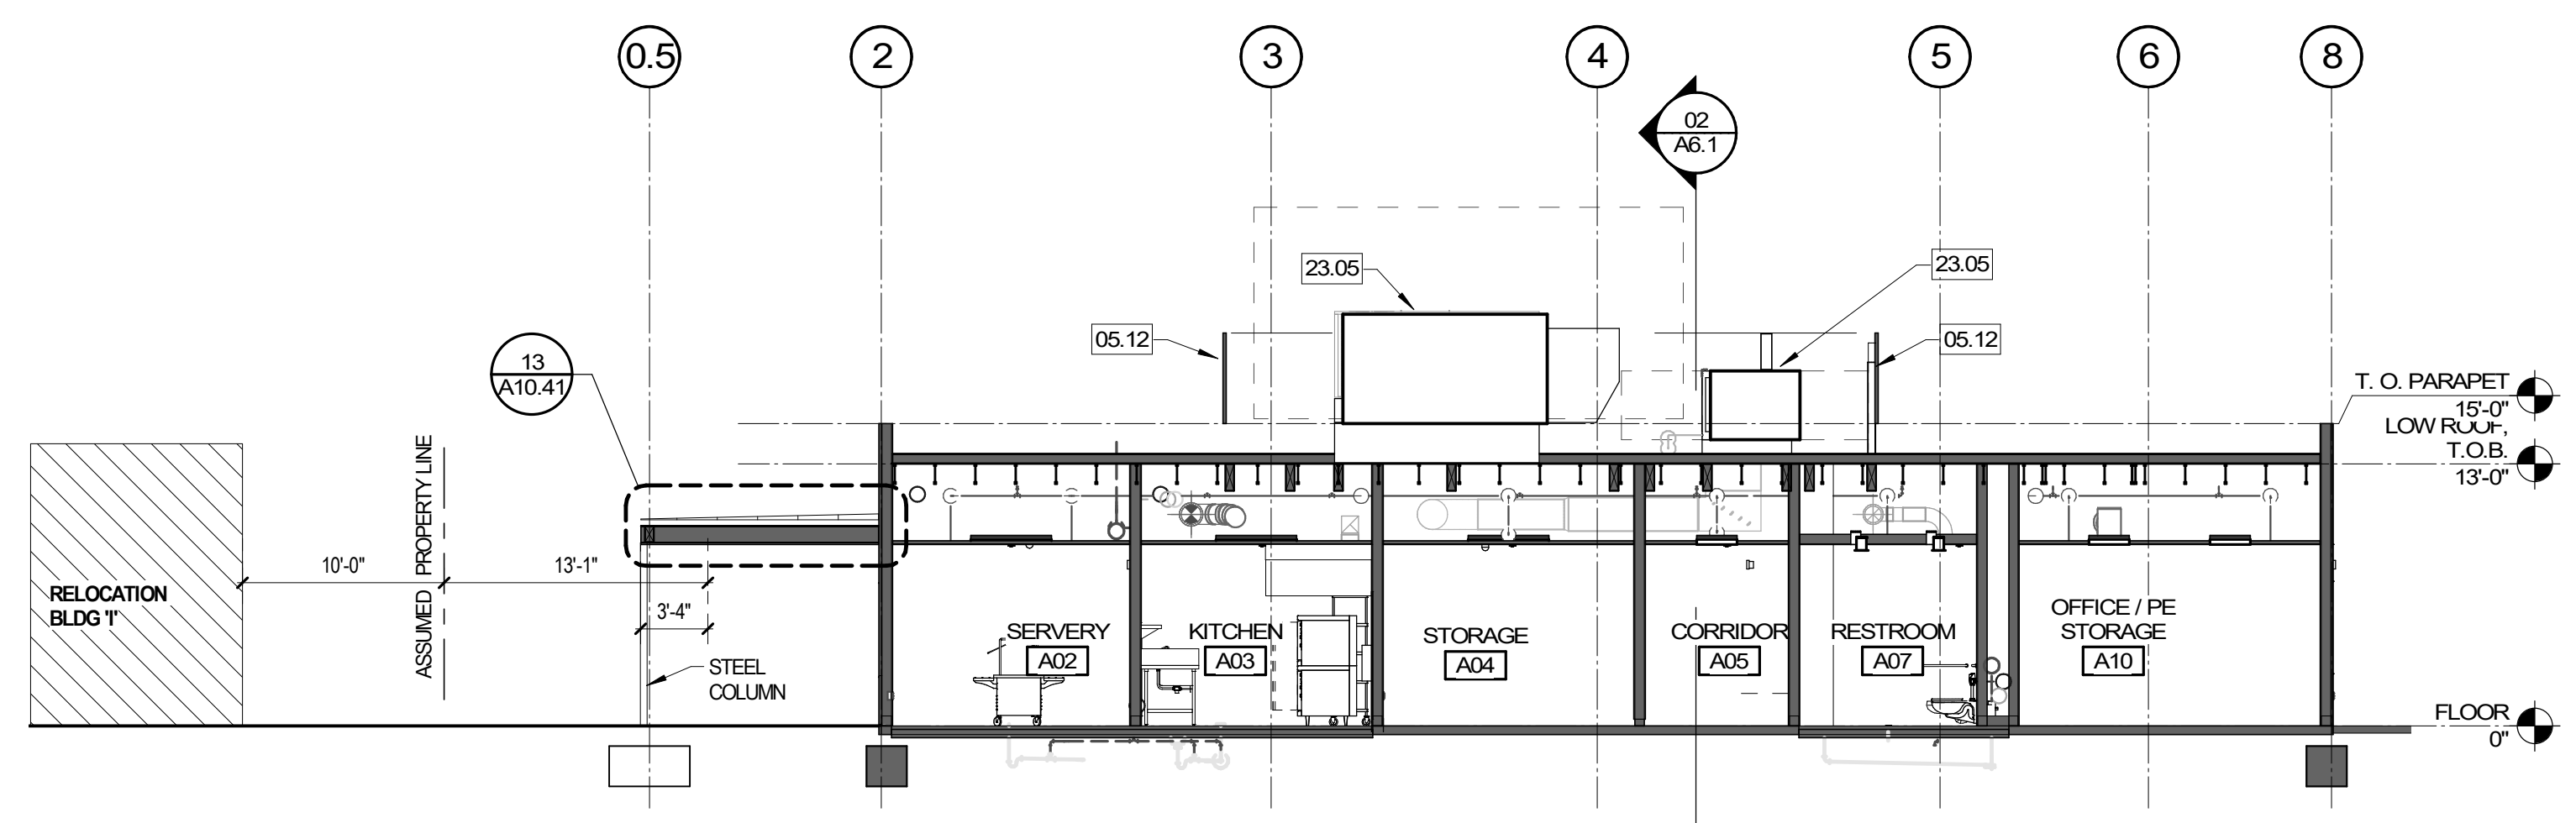 0.5
2
3
4
5
6
8
02
A6.1
23.05
23.05
05.12
05.12
13
A10.41
T. O. PARAPET
15'-0"
LOW ROOF,
T.O.B.
13'-0"
ASSUMED PROPERTY LINE
10'-0"
13'-1"
3'-4"
RELOCATION
BLDG 'I'
STEEL
COLUMN
SERVERY
A02
KITCHEN
A03
STORAGE
A04
CORRIDOR
A05
RESTROOM
A07
OFFICE / PE
STORAGE
A10
FLOOR
0"